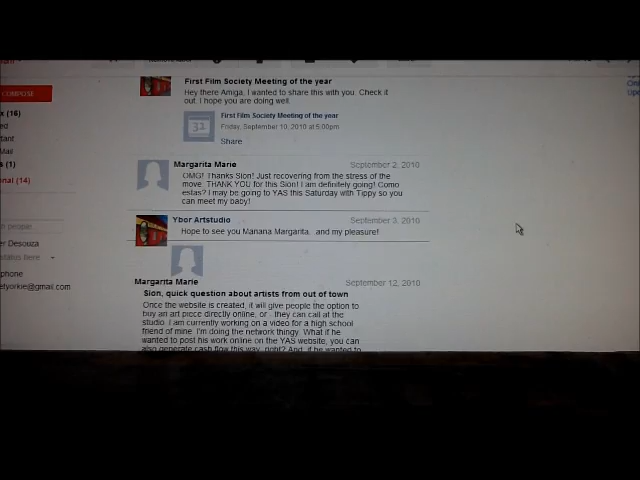 First Film Society Meeting of the year
COMPOSE
Hey there Amiga, I wanted to share this with you. Check it
out. I hope you are doing well.
x (16)
First Film Society Meeting of the year
31
Friday, September 10, 2010 at 5:00pm
Share
Mail
s (1)
Margarita Marie September 2, 2010
OMG! Thanks Sion! Just recovering from the stress of the
move. THANK YOU for this Sion! I am definitely going! Como
estas? I may be going to YAS this Saturday with Tippy so you
can meet my baby!
nal (14)
Ybor Artstudio September 3, 2010
Hope to see you Manana Margarita.. and my pleasure!
people...
er Desouza
status here
phone
etyorkie@gmail.com
Margarita Marie September 12, 2010
Sion, quick question about artists from out of town
Once the website is created, it will give people the option to
buy an art piece directly online, or.. they can call at the
studio. I am currently working on a video for a high school
friend of mine. I'm doing the network thingy. What if he
wanted to post his work online on the YAS website, you can
also generate cash flow this way, right? And, if he wanted to